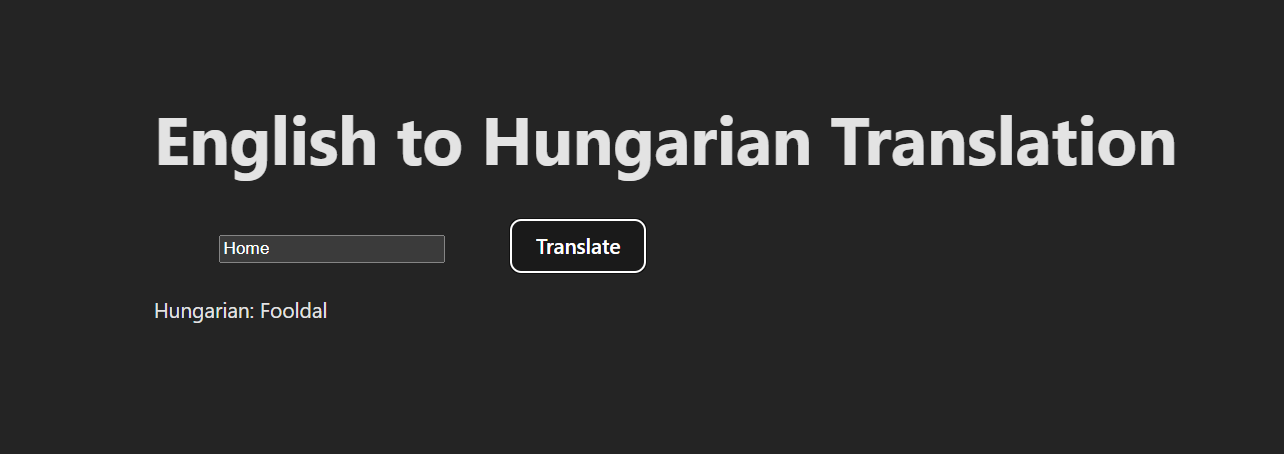 English to Hungarian Translation
Home
Translate
Hungarian: Fooldal